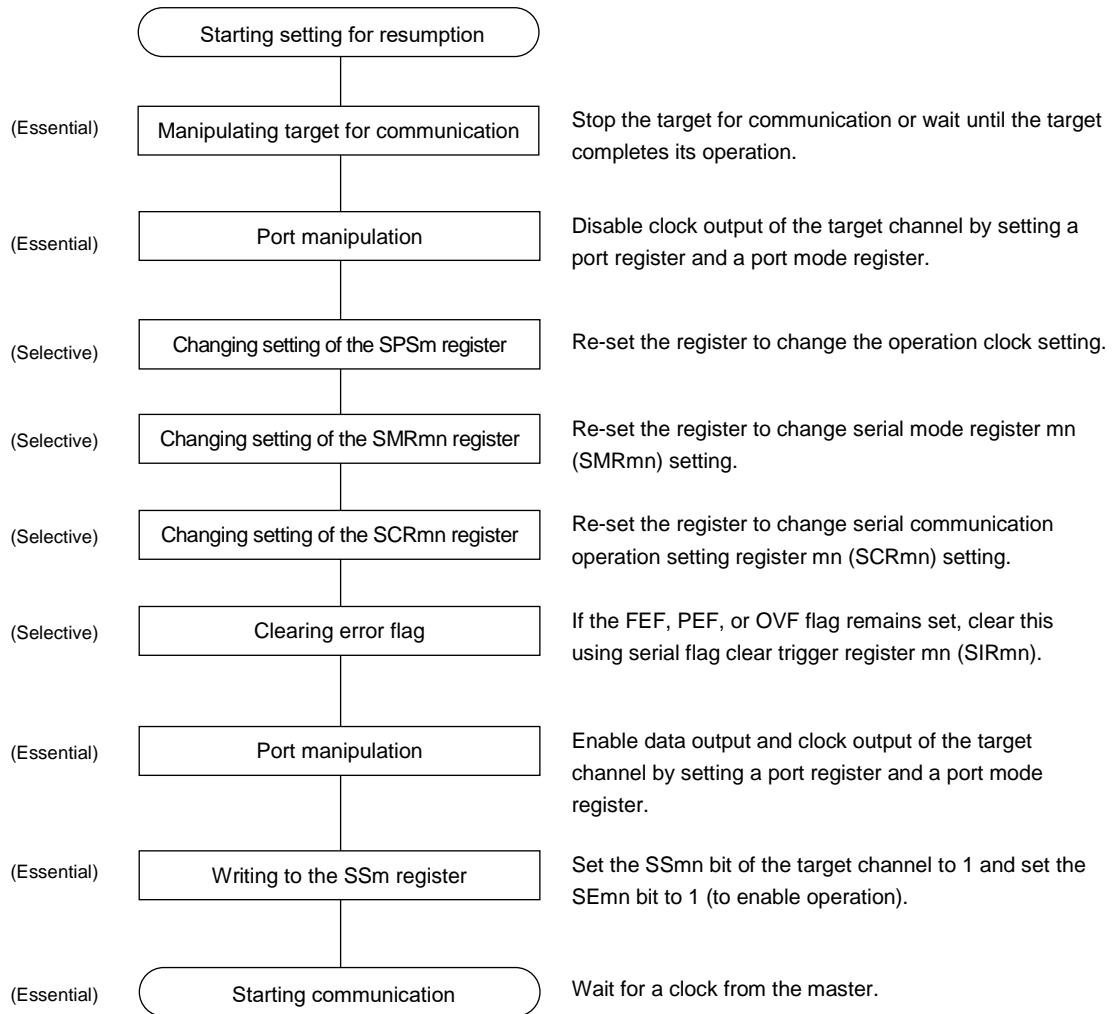 Starting setting for resumption
(Essential)
Manipulating target for communication
Stop the target for communication or wait until the target
completes its operation.
(Essential)
Port manipulation
Disable clock output of the target channel by setting a
port register and a port mode register.
(Selective)
Changing setting of the SPSm register
Re-set the register to change the operation clock setting.
(Selective)
Changing setting of the SMRmn register
Re-set the register to change serial mode register mn
(SMRmn) setting.
(Selective)
Changing setting of the SCRmn register
Re-set the register to change serial communication
operation setting register mn (SCRmn) setting.
(Selective)
Clearing error flag
If the FEF, PEF, or OVF flag remains set, clear this
using serial flag clear trigger register mn (SIRmn).
(Essential)
Port manipulation
Enable data output and clock output of the target
channel by setting a port register and a port mode
register.
(Essential)
Writing to the SSm register
Set the SSmn bit of the target channel to 1 and set the
SEmn bit to 1 (to enable operation).
(Essential)
Starting communication
Wait for a clock from the master.